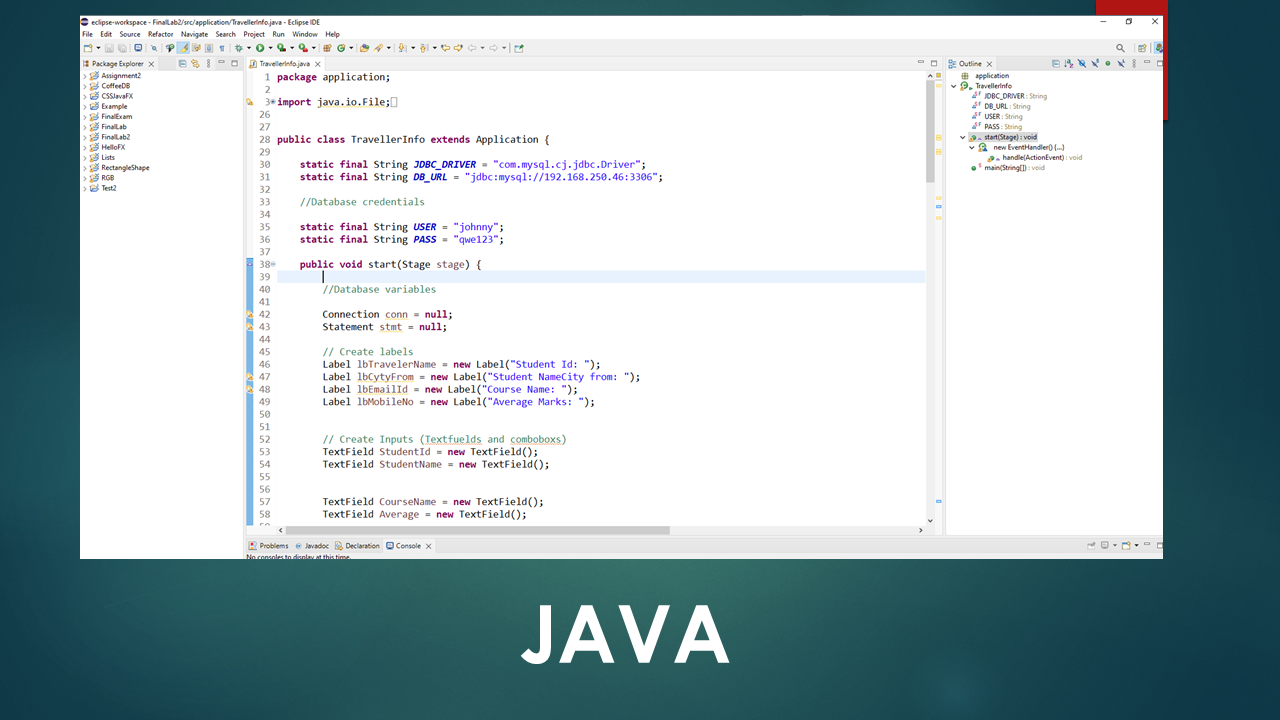 eclipse-workspace - FinalLab2/src/application/TravellerInfo.java - Eclipse IDE
File Edit Source Refactor Navigate Search Project Run Window Help
Package Explorer
Assignment2
CoffeeDB
CSSJavaFX
Example
FinalExam
FinalLab
FinalLab2
HelloFX
Lists
RectangleShape
RGB
Test2
TravellerInfo.java
1 package application;
2
3 import java.io.File;
26
27
28 public class TravellerInfo extends Application {
29
30 static final String JDBC_DRIVER = "com.mysql.cj.jdbc.Driver";
31 static final String DB_URL = "jdbc:mysql://192.168.250.46:3306";
32
33 //Database credentials
34
35 static final String USER = "johnny";
36 static final String PASS = "qwe123";
37
38 public void start(Stage stage) {
39
40 //Database variables
41
42 Connection conn = null;
43 Statement stmt = null;
44
45 // Create labels
46 Label lbTravelerName = new Label("Student Id: ");
47 Label lbCytyFrom = new Label("Student NameCity from: ");
48 Label lbEmailId = new Label("Course Name: ");
49 Label lbMobileNo = new Label("Average Marks: ");
50
51
52 // Create Inputs (Textfuelds and comboboxs)
53 TextField StudentId = new TextField();
54 TextField StudentName = new TextField();
55
56
57 TextField CourseName = new TextField();
58 TextField Average = new TextField();
Outline
application
TravellerInfo
JDBC_DRIVER : String
DB_URL : String
USER : String
PASS : String
start(Stage) : void
new EventHandler() {...}
handle(ActionEvent) : void
main(String[]) : void
Problems Javadoc Declaration Console
No consoles to display at this time.
JAVA